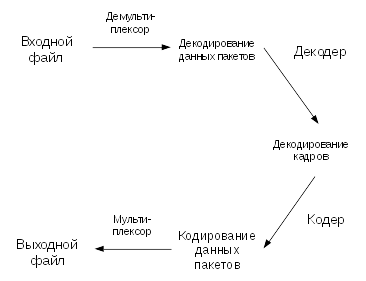 Демульти-
плексор
Входной
файл
Декодирование
данных пакетов
Декодер
Декодирование
кадров
Кодер
Мульти-
плексор
Кодирование
данных
пакетов
Выходной
файл